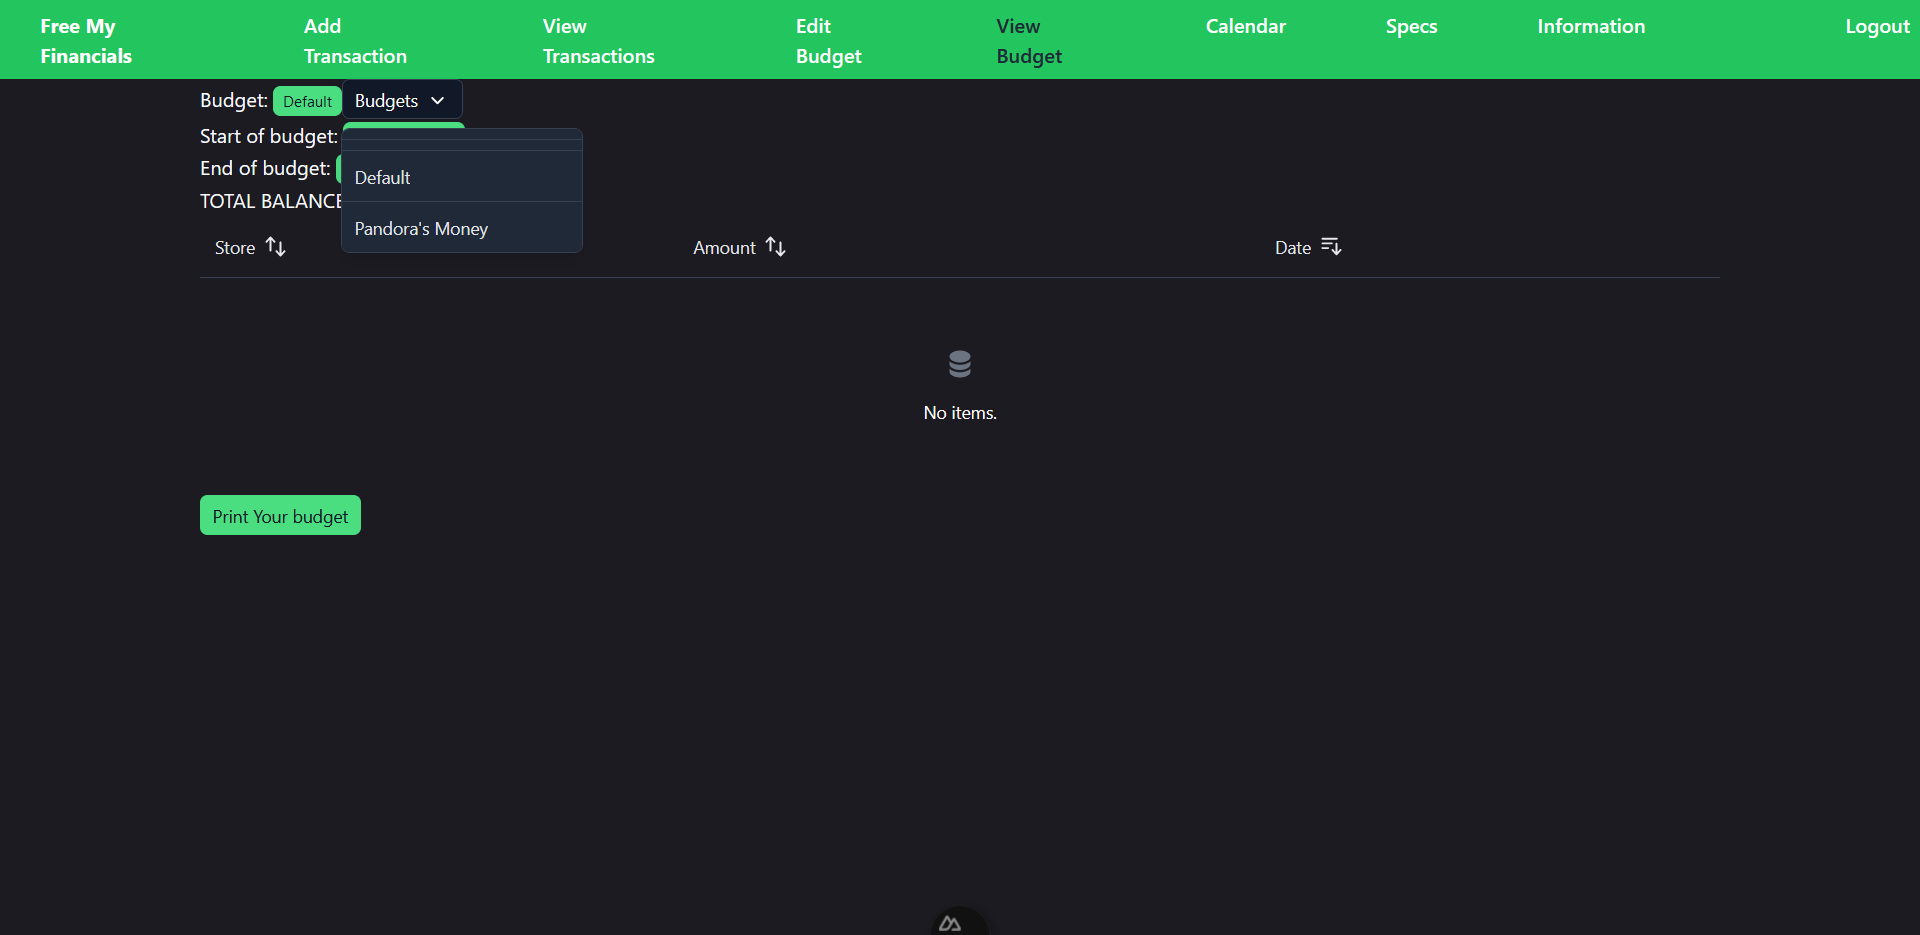 Free My
Financials
Add
Transaction
View
Transactions
Edit
Budget
View
Budget
Calendar
Specs
Information
Logout
Budget: Default Budgets
Start of budget:
End of budget:
TOTAL BALANCE
Default
Pandora's Money
Store
Amount
Date
No items.
Print Your budget